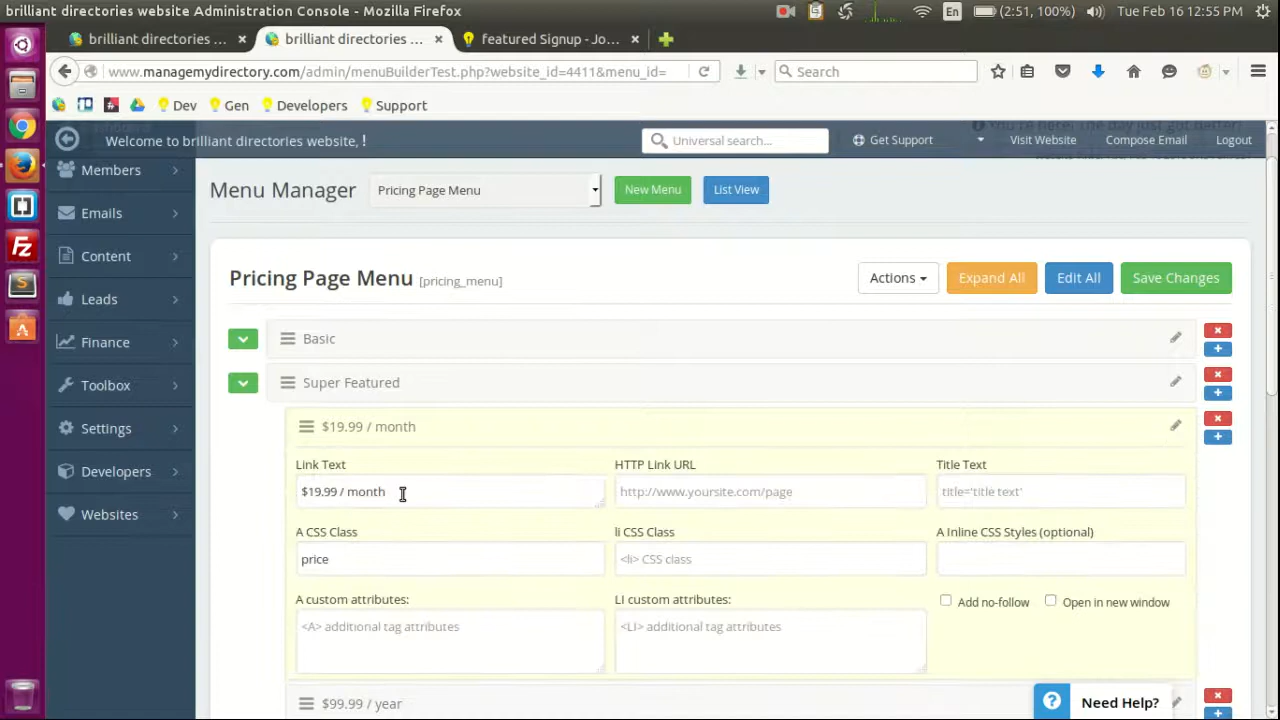 brilliant directories website Administration Console - Mozilla Firefox
En (2:51, 100%) Tue Feb 16 12:55 PM
brilliant directories ... × brilliant directories ... × featured Signup - Jo... ×
www.managemydirectory.com/admin/menuBuilderTest.php?website_id=4411&menu_id=
Search
Dev Gen Developers Support
Welcome to brilliant directories website, !
Universal search...
Get Support
Visit Website
Compose Email
Logout
Members
Emails
Content
Leads
Finance
Toolbox
Settings
Developers
Websites
Menu Manager
Pricing Page Menu
New Menu
List View
Pricing Page Menu [pricing_menu]
Actions
Expand All
Edit All
Save Changes
Basic
Super Featured
$19.99 / month
Link Text HTTP Link URL Title Text
$19.99 / month http://www.yoursite.com/page title='title text'
A CSS Class li CSS Class A Inline CSS Styles (optional)
price <li> CSS class
A custom attributes: LI custom attributes: Add no-follow Open in new window
<A> additional tag attributes <LI> additional tag attributes
$99.99 / year
? Need Help?